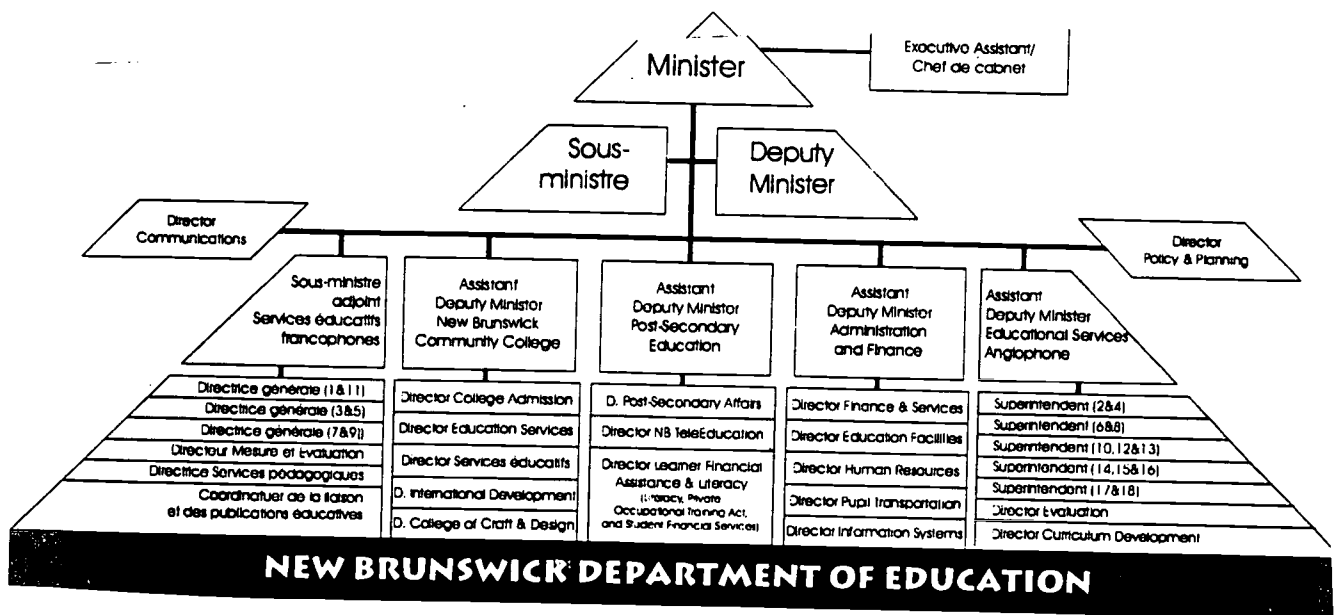 Minister
Executive Assistant/
Chef de cabnet
Sous-
ministre
Deputy
Minister
Director
Communications
Director
Policy & Planning
Sous-ministre
adjoint
Services éducatifs
francophones
Assistant
Deputy Minister
New Brunswick
Community College
Assistant
Deputy Minister
Post-Secondary
Education
Assistant
Deputy Minister
Administration
and Finance
Assistant
Deputy Minister
Educational Services
Anglophone
Directrice générale (1&11)
Directrice générale (3&5)
Directrice générale (7&9))
Directeur Mesure et Evaluation
Directrice Services pédagogiques
Coordinatuer de la liaison
et des publications éducatives
Director College Admission
Director Education Services
Director Services éducatifs
D. International Development
D. College of Craft & Design
D. Post-Secondary Affairs
Director NB TeleEducation
Director Learner Financial
Assistance & Literacy
(Literacy, Private
Occupational Training Act,
and Student Financial Services)
Director Finance & Services
Director Education Facilities
Director Human Resources
Director Pupil Transportation
Director Information Systems
Superintendent (2&4)
Superintendent (6&8)
Superintendent (10,12&13)
Superintendent (14,15&16)
Superintendent (17&18)
Director Evaluation
Director Curriculum Development
NEW BRUNSWICK DEPARTMENT OF EDUCATION